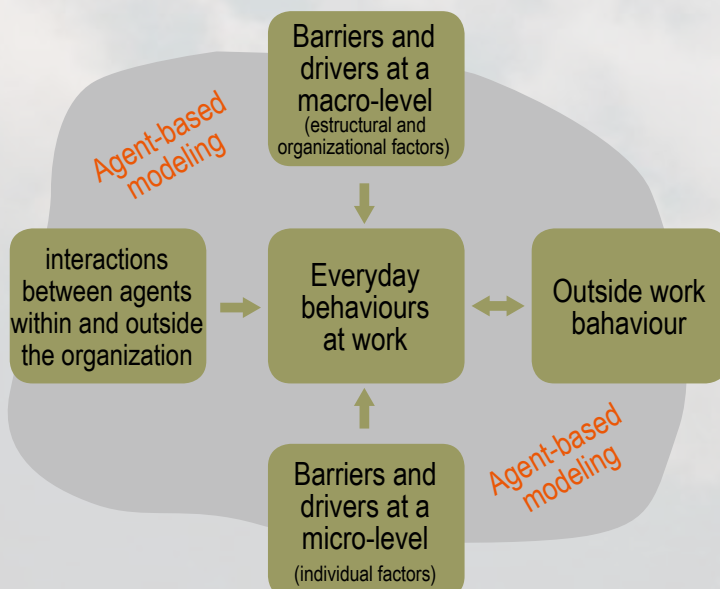 Barriers and
drivers at a
macro-level
(estructural and
organizational factors)
Agent-based
modeling
interactions
between agents
within and outside
the organization
Everyday
behaviours
at work
Outside work
bahaviour
Barriers and
drivers at a
micro-level
(individual factors)
Agent-based
modeling